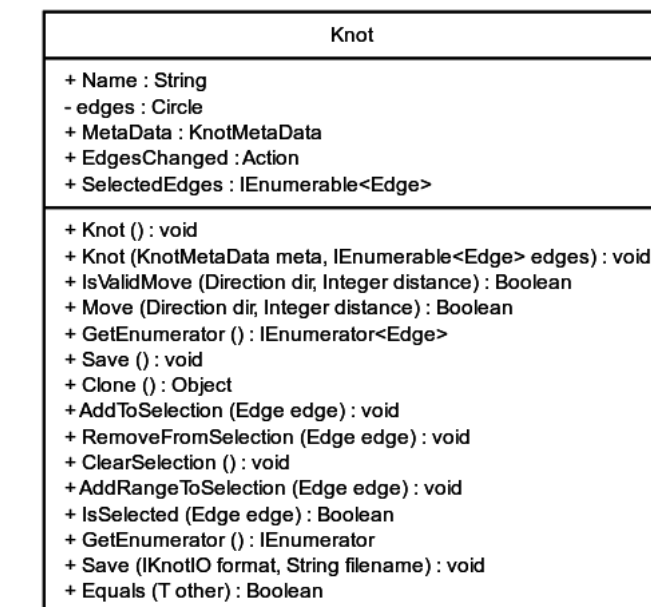 Knot
+ Name : String
- edges : Circle
+ MetaData : KnotMetaData
+ EdgesChanged : Action
+ SelectedEdges : IEnumerable<Edge>
+ Knot () : void
+ Knot (KnotMetaData meta, IEnumerable<Edge> edges) : void
+ IsValidMove (Direction dir, Integer distance) : Boolean
+ Move (Direction dir, Integer distance) : Boolean
+ GetEnumerator () : IEnumerator<Edge>
+ Save () : void
+ Clone () : Object
+ AddToSelection (Edge edge) : void
+ RemoveFromSelection (Edge edge) : void
+ ClearSelection () : void
+ AddRangeToSelection (Edge edge) : void
+ IsSelected (Edge edge) : Boolean
+ GetEnumerator () : IEnumerator
+ Save (IKnotIO format, String filename) : void
+ Equals (T other) : Boolean